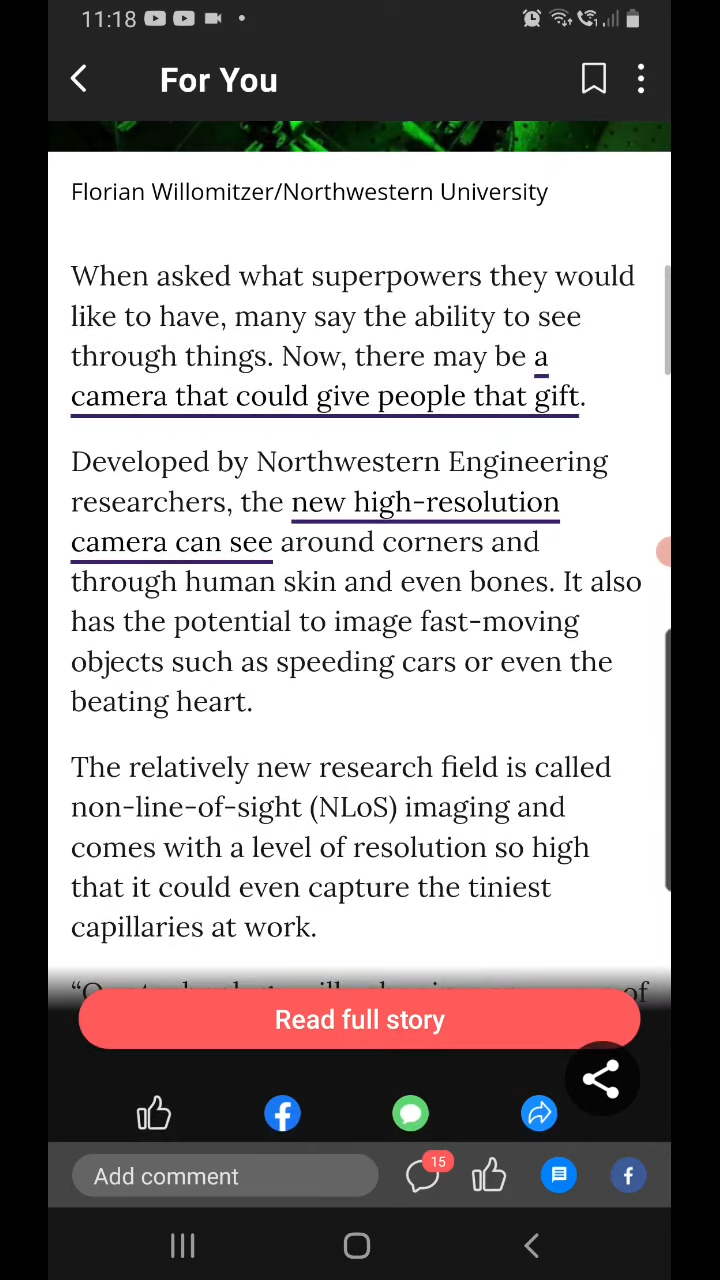 11:18
For You
Florian Willomitzer/Northwestern University
When asked what superpowers they would
like to have, many say the ability to see
through things. Now, there may be a
camera that could give people that gift.
Developed by Northwestern Engineering
researchers, the new high-resolution
camera can see around corners and
through human skin and even bones. It also
has the potential to image fast-moving
objects such as speeding cars or even the
beating heart.
The relatively new research field is called
non-line-of-sight (NLoS) imaging and
comes with a level of resolution so high
that it could even capture the tiniest
capillaries at work.
of
Read full story
15
Add comment